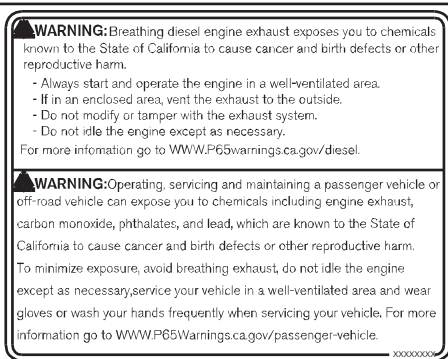 WARNING: Breathing diesel engine exhaust exposes you to chemicals
known to the State of California to cause cancer and birth defects or other
reproductive harm.
- Always start and operate the engine in a well-ventilated area.
- If in an enclosed area, vent the exhaust to the outside.
- Do not modify or tamper with the exhaust system.
- Do not idle the engine except as necessary.
For more infomation go to WWW.P65warnings.ca.gov/diesel.
WARNING:Operating, servicing and maintaining a passenger vehicle or
off-road vehicle can expose you to chemicals including engine exhaust,
carbon monoxide, phthalates, and lead, which are known to the State of
California to cause cancer and birth defects or other reproductive harm.
To minimize exposure, avoid breathing exhaust, do not idle the engine
except as necessary,service your vehicle in a well-ventilated area and wear
gloves or wash your hands frequently when servicing your vehicle. For more
information go to WWW.P65Warnings.ca.gov/passenger-vehicle.
xxxxxxxx